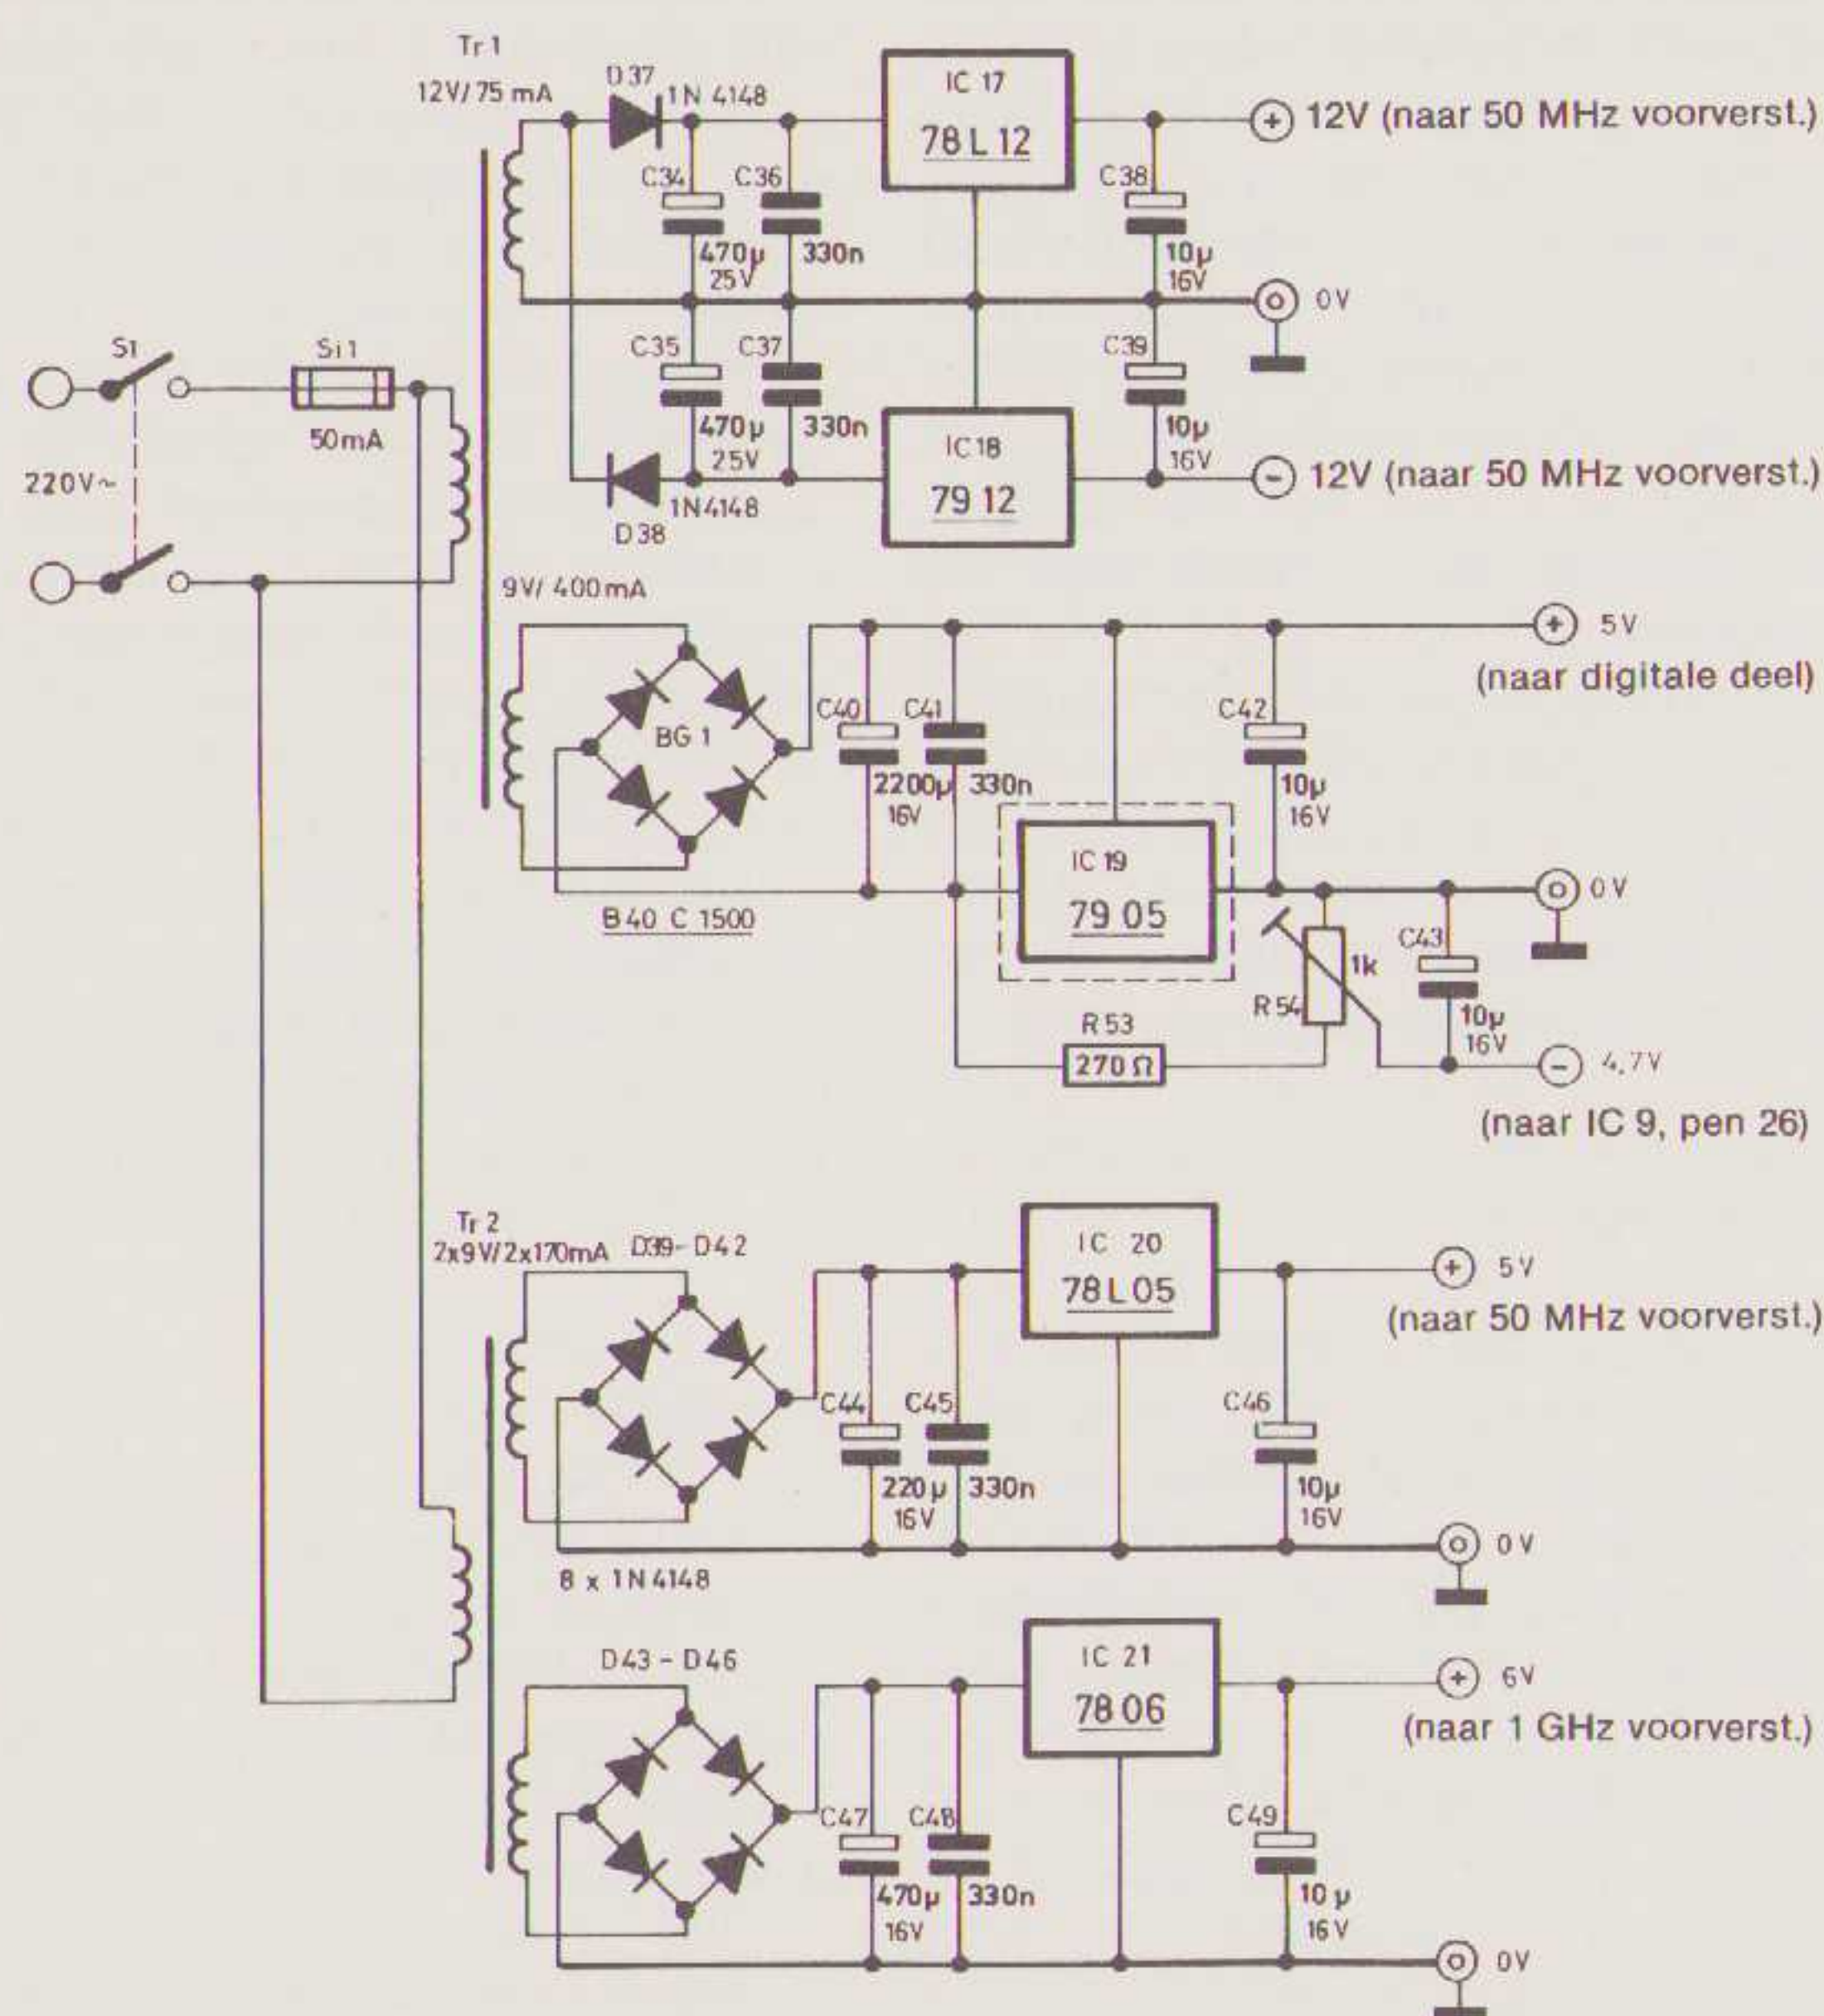 Tr 1
12V/75 mA
D37
1N 4148
IC 17
78 L 12
+ 12V (naar 50 MHz voorverst.)
C34
C36
C38
470µ
25V
330n
10µ
16V
0V
S1
Si 1
50mA
220V~
C35
C37
C39
470µ
25V
330n
10µ
16V
IC 18
79 12
- 12V (naar 50 MHz voorverst.)
1N4148
D38
9V/ 400mA
+ 5V
(naar digitale deel)
BG 1
C40
C41
C42
2200µ
16V
330n
10µ
16V
IC 19
79 05
0V
B40 C 1500
R 54
1k
C43
10µ
16V
R 53
270 Ω
- 4,7V
(naar IC 9, pen 26)
Tr 2
2x9V/2x170mA
D39-D42
IC 20
78 L 05
+ 5V
(naar 50 MHz voorverst.)
C44
C45
C46
220µ
16V
330n
10µ
16V
0V
8 x 1N 4148
D43 - D46
IC 21
78 06
+ 6V
(naar 1 GHz voorverst.)
C47
C48
C49
470µ
16V
330n
10 µ
16 V
0V